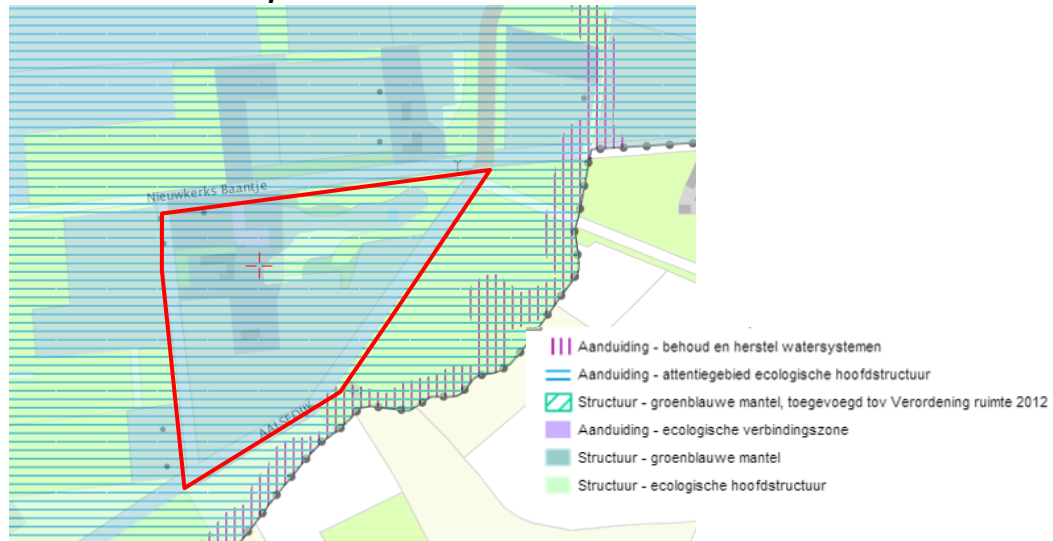 Nieuwkerks Baantje
AALSEDIJK
Aanduiding - behoud en herstel watersystemen
Aanduiding - attentiegebied ecologische hoofdstructuur
Structuur - groenblauwe mantel, toegevoegd tov Verordening ruimte 2012
Aanduiding - ecologische verbindingszone
Structuur - groenblauwe mantel
Structuur - ecologische hoofdstructuur